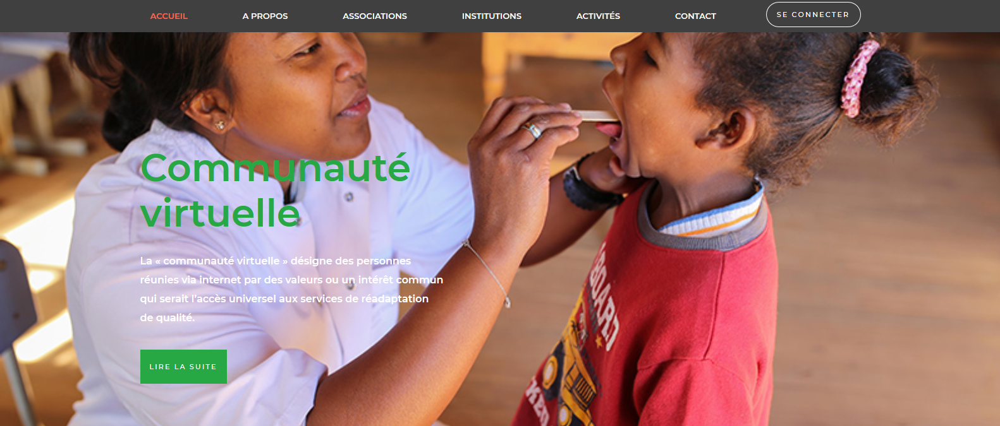 ACCUEIL A PROPOS ASSOCIATIONS INSTITUTIONS ACTIVITÉS CONTACT SE CONNECTER
Communauté
virtuelle
La « communauté virtuelle » désigne des personnes
réunies via internet par des valeurs ou un intérêt commun
qui serait l'accès universel aux services de réadaptation
de qualité.
LIRE LA SUITE